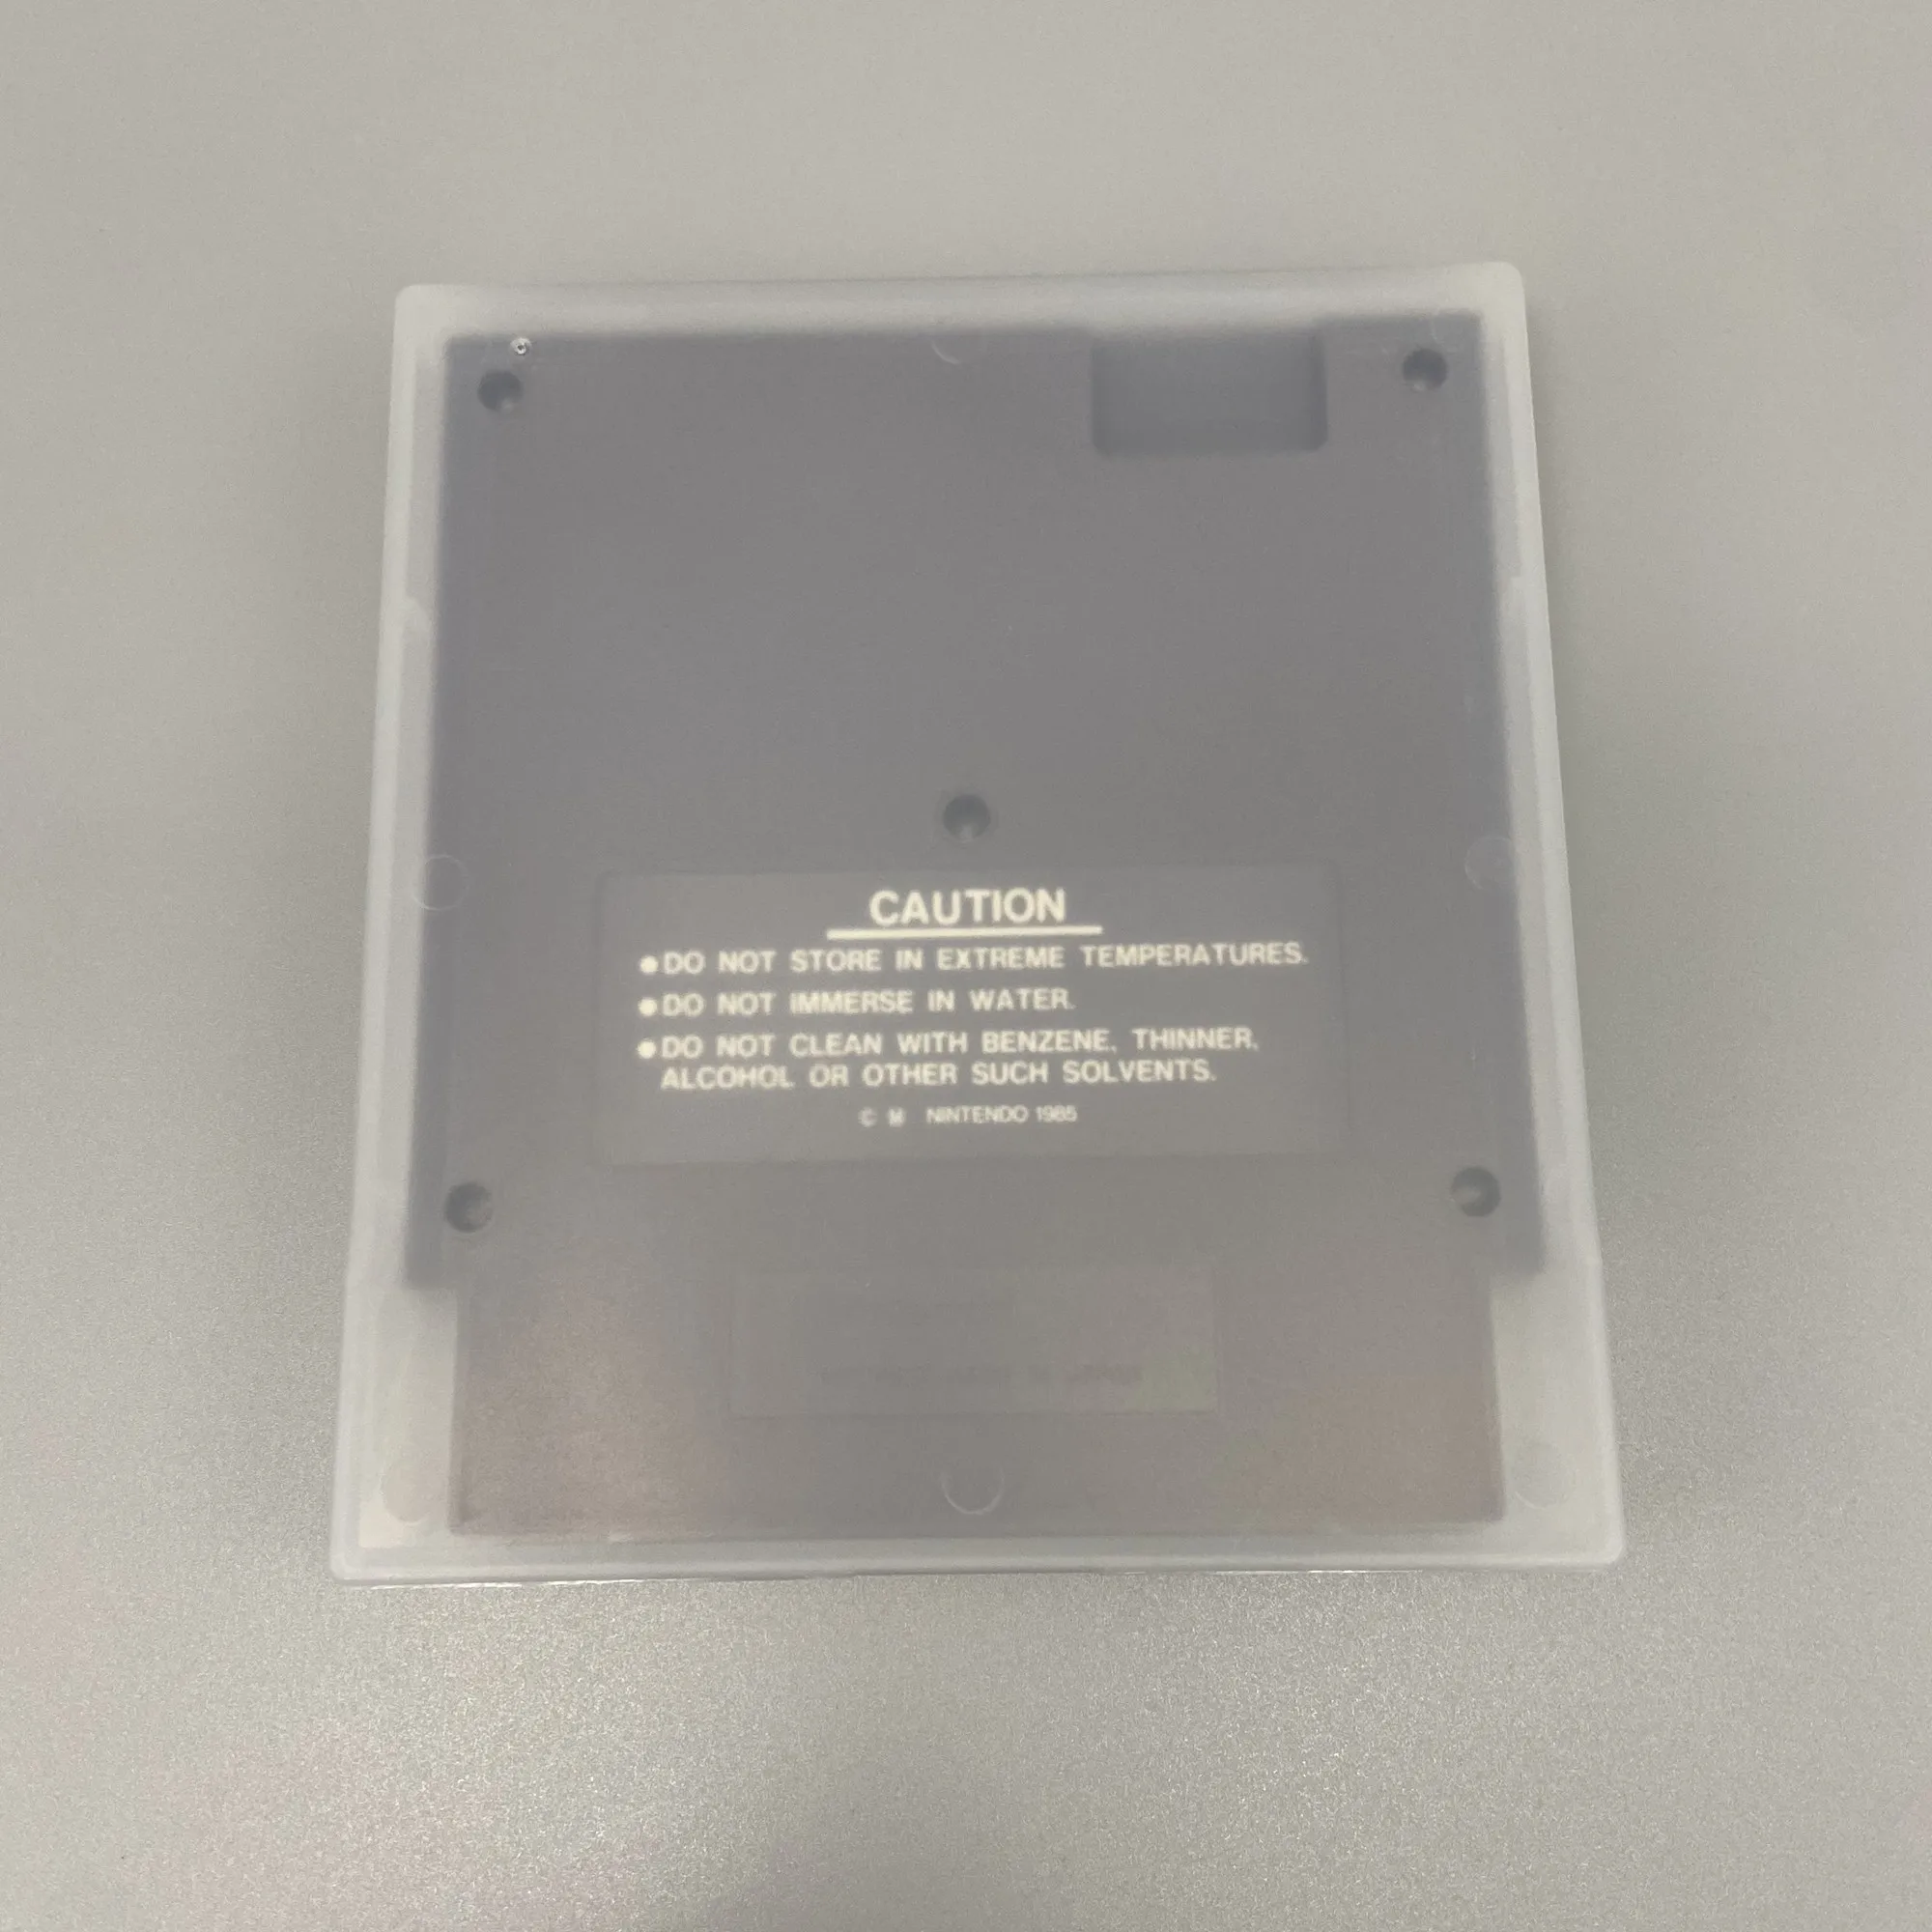 CAUTION
●DO NOT STORE IN EXTREME TEMPERATURES.
●DO NOT IMMERSE IN WATER.
●DO NOT CLEAN WITH BENZENE, THINNER,
ALCOHOL OR OTHER SUCH SOLVENTS.
© M NINTENDO 1985